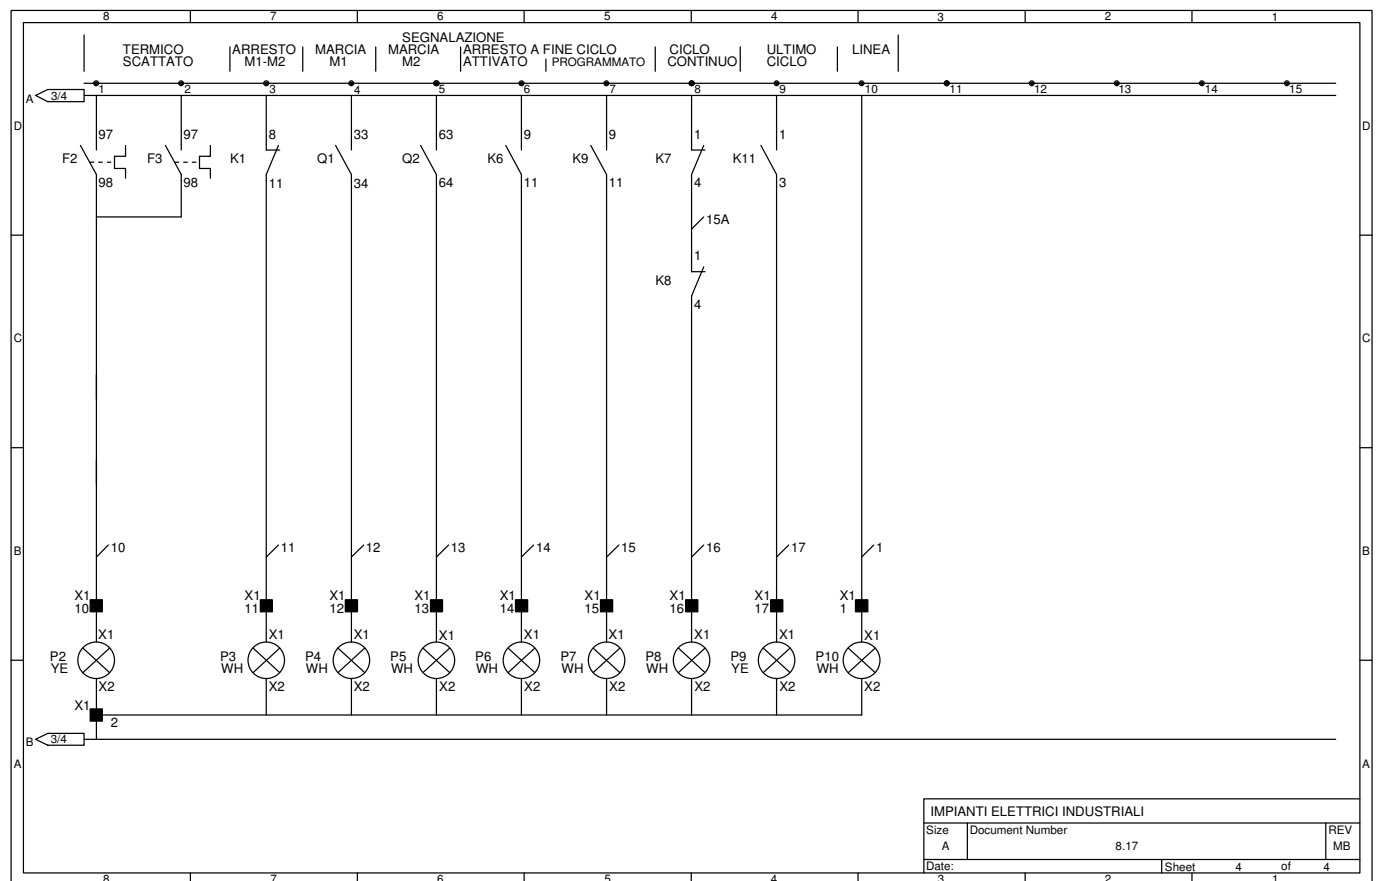 8 7 6 5 4 3 2 1
SEGNALAZIONE
TERMICO ARRESTO MARCIA MARCIA ARRESTO A FINE CICLO CICLO ULTIMO LINEA
SCATTATO M1-M2 M1 M2 ATTIVATO PROGRAMMATO CONTINUO CICLO
A 3/4 1 2 3 4 5 6 7 8 9 10 11 12 13 14 15
D D
97 97 8 33 63 9 9 1 1
F2 F3 K1 Q1 Q2 K6 K9 K7 K11
98 98 11 34 64 11 11 4 3
15A
1
K8
4
C C
10 11 12 13 14 15 16 17 1
B B
X1 X1 X1 X1 X1 X1 X1 X1 X1
10 11 12 13 14 15 16 17 1
X1 X1 X1 X1 X1 X1 X1 X1 X1
P2 P3 P4 P5 P6 P7 P8 P9 P10
YE WH WH WH WH WH WH YE WH
X2 X2 X2 X2 X2 X2 X2 X2 X2
X1
2
B 3/4
A A
IMPIANTI ELETTRICI INDUSTRIALI
Size Document Number REV
A 8.17 MB
Date: Sheet 4 of 4
8 7 6 5 4 3 2 1